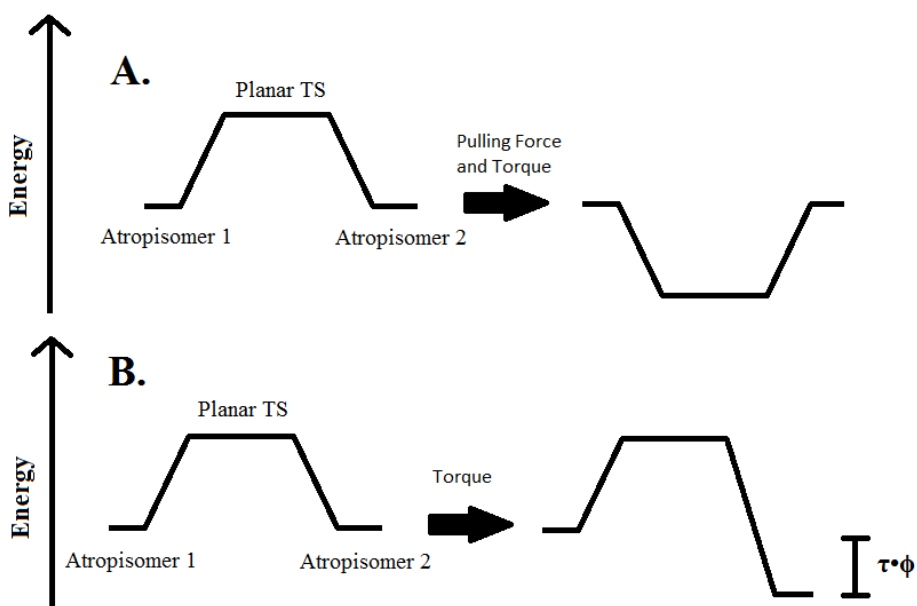 A.
Planar TS
Energy
Pulling Force
and Torque
Atropisomer 1
Atropisomer 2
B.
Planar TS
Energy
Torque
Atropisomer 1
Atropisomer 2
τ•ϕ